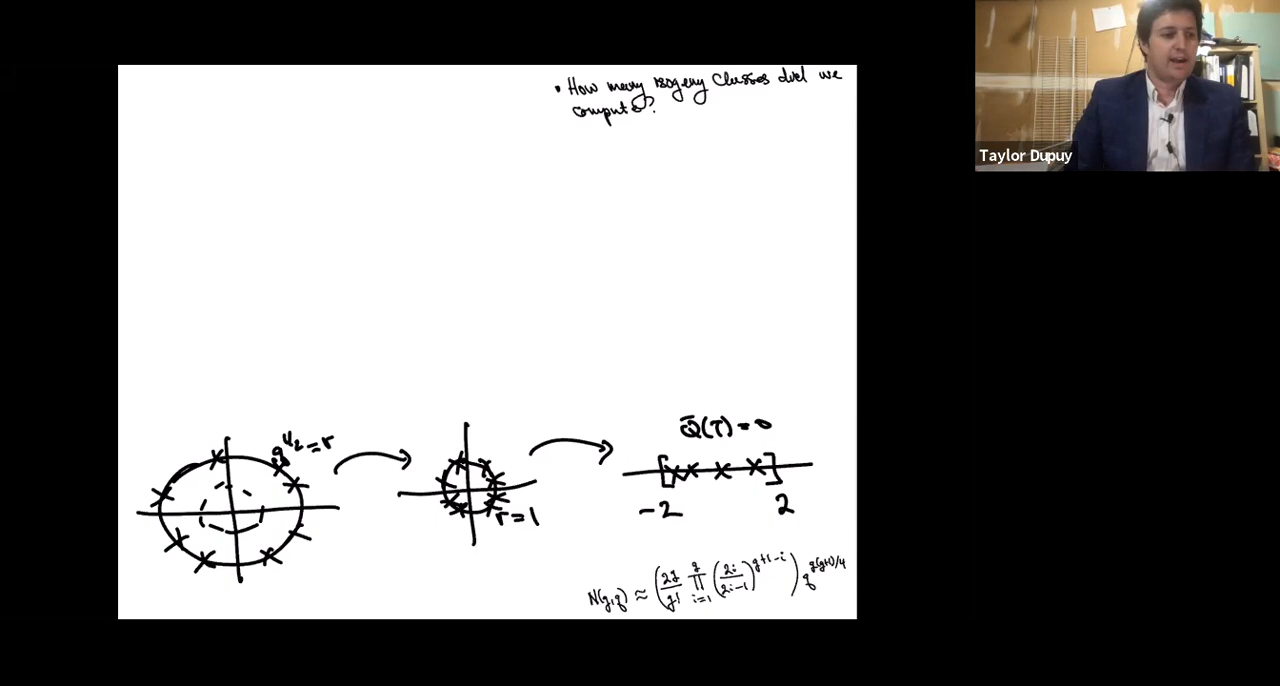 • How many isogeny classes did we
compute?
Taylor Dupuy
Q̄(T) = 0
q^{1/2} = r
r = 1
-2
2
N(g,q) ≈ ( 2g/g! ∏_{i=1}^{g} (2i/2i-1)^{g+1-i} ) q^{g(g+1)/4}